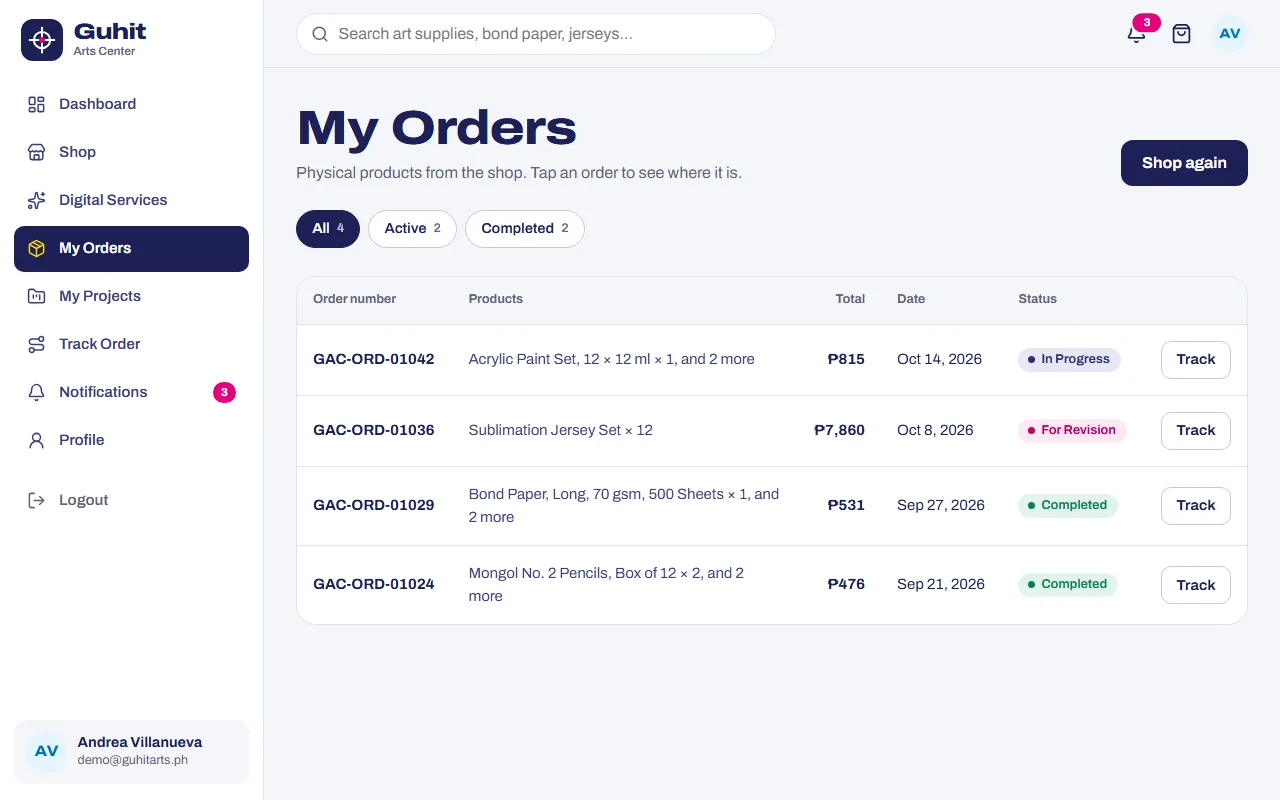 Guhit
Arts Center
Dashboard
Shop
Digital Services
My Orders
My Projects
Track Order
Notifications 3
Profile
Logout
AV
Andrea Villanueva
demo@guhitarts.ph
Search art supplies, bond paper, jerseys...
3
AV
My Orders
Physical products from the shop. Tap an order to see where it is.
Shop again
All 4
Active 2
Completed 2
Order number Products Total Date Status
GAC-ORD-01042 Acrylic Paint Set, 12 × 12 ml × 1, and 2 more ₱815 Oct 14, 2026 In Progress Track
GAC-ORD-01036 Sublimation Jersey Set × 12 ₱7,860 Oct 8, 2026 For Revision Track
GAC-ORD-01029 Bond Paper, Long, 70 gsm, 500 Sheets × 1, and
2 more ₱531 Sep 27, 2026 Completed Track
GAC-ORD-01024 Mongol No. 2 Pencils, Box of 12 × 2, and 2
more ₱476 Sep 21, 2026 Completed Track